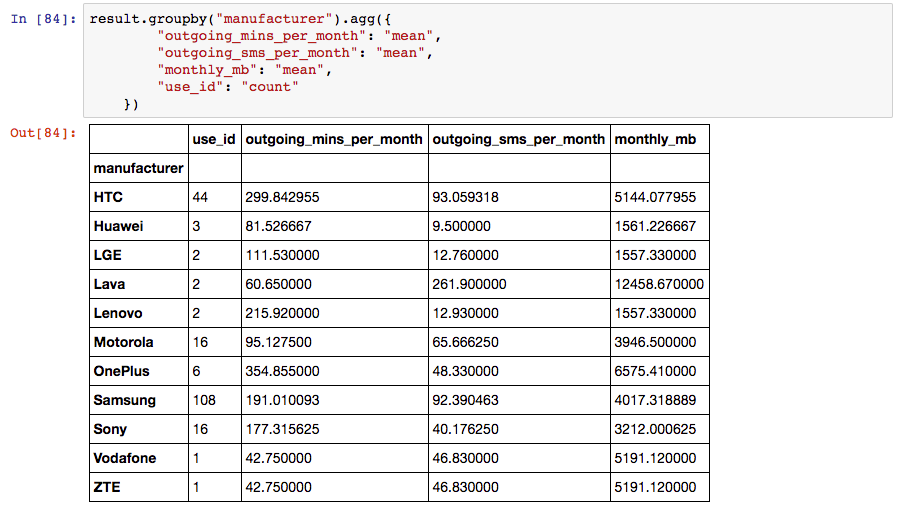 In [84]: result.groupby("manufacturer").agg({
"outgoing_mins_per_month": "mean",
"outgoing_sms_per_month": "mean",
"monthly_mb": "mean",
"use_id": "count"
})
Out[84]:
use_id outgoing_mins_per_month outgoing_sms_per_month monthly_mb
manufacturer
HTC 44 299.842955 93.059318 5144.077955
Huawei 3 81.526667 9.500000 1561.226667
LGE 2 111.530000 12.760000 1557.330000
Lava 2 60.650000 261.900000 12458.670000
Lenovo 2 215.920000 12.930000 1557.330000
Motorola 16 95.127500 65.666250 3946.500000
OnePlus 6 354.855000 48.330000 6575.410000
Samsung 108 191.010093 92.390463 4017.318889
Sony 16 177.315625 40.176250 3212.000625
Vodafone 1 42.750000 46.830000 5191.120000
ZTE 1 42.750000 46.830000 5191.120000